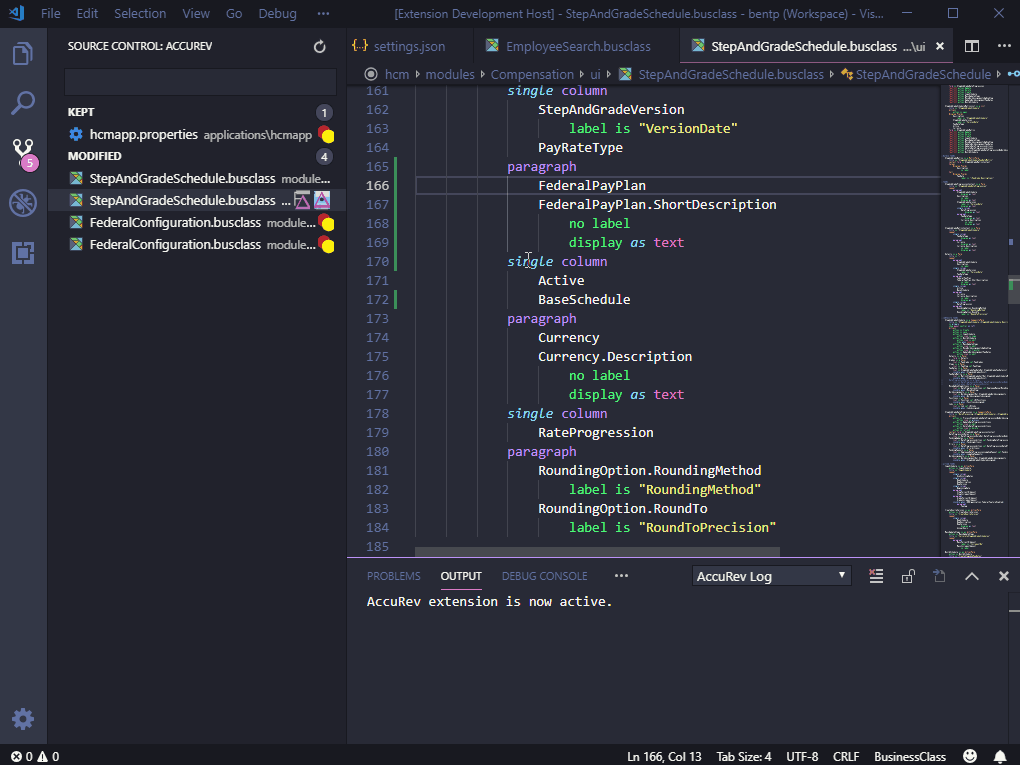 File Edit Selection View Go Debug ··· [Extension Development Host] - StepAndGradeSchedule.busclass - bentp (Workspace) - Vis...
SOURCE CONTROL: ACCUREV
KEPT 1
hcmapp.properties applications\hcmapp
MODIFIED 4
StepAndGradeSchedule.busclass module...
StepAndGradeSchedule.busclass ...
FederalConfiguration.busclass module...
FederalConfiguration.busclass module...
5
{..} settings.json EmployeeSearch.busclass StepAndGradeSchedule.busclass ...\ui ×
hcm modules Compensation ui StepAndGradeSchedule.busclass StepAndGradeSchedule
161 single column
162 StepAndGradeVersion
163 label is "VersionDate"
164 PayRateType
165 paragraph
166 FederalPayPlan
167 FederalPayPlan.ShortDescription
168 no label
169 display as text
170 single column
171 Active
172 BaseSchedule
173 paragraph
174 Currency
175 Currency.Description
176 no label
177 display as text
178 single column
179 RateProgression
180 paragraph
181 RoundingOption.RoundingMethod
182 label is "RoundingMethod"
183 RoundingOption.RoundTo
184 label is "RoundToPrecision"
185
PROBLEMS OUTPUT DEBUG CONSOLE ··· AccuRev Log
AccuRev extension is now active.
0 0 Ln 166, Col 13 Tab Size: 4 UTF-8 CRLF BusinessClass